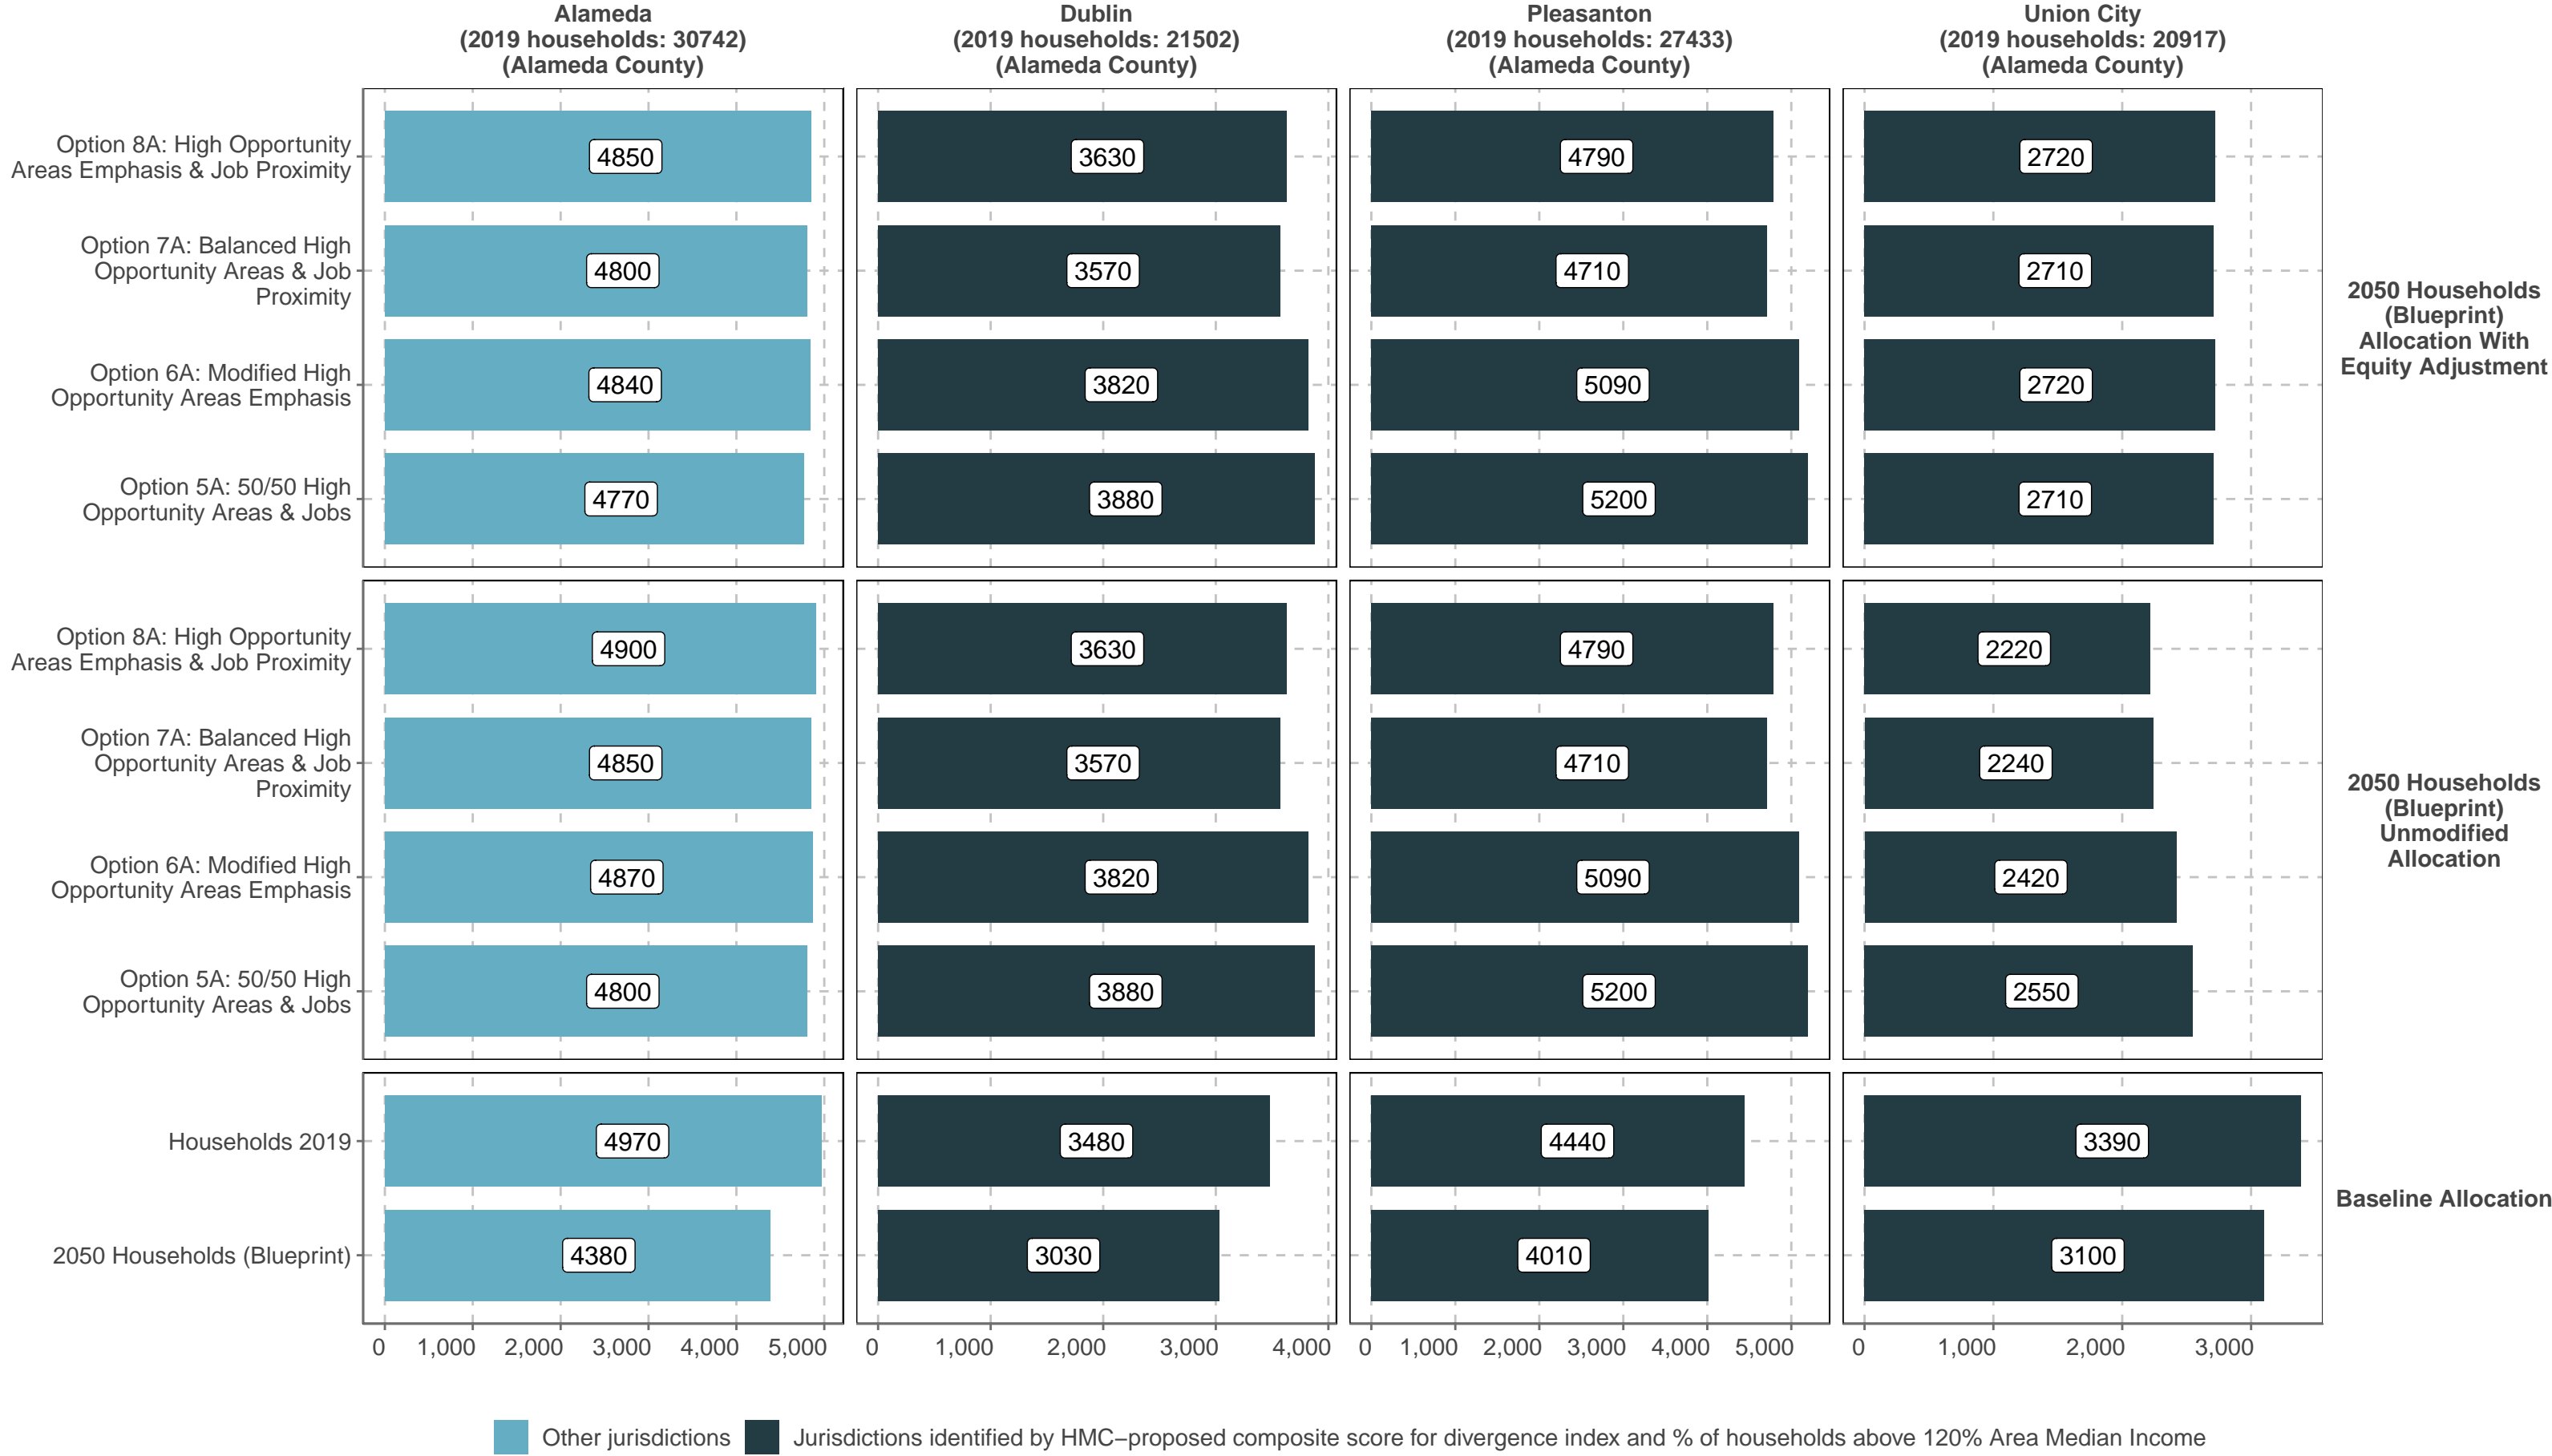 Alameda
(2019 households: 30742)
(Alameda County)
Dublin
(2019 households: 21502)
(Alameda County)
Pleasanton
(2019 households: 27433)
(Alameda County)
Union City
(2019 households: 20917)
(Alameda County)
Option 8A: High Opportunity
Areas Emphasis & Job Proximity
4850
3630
4790
2720
Option 7A: Balanced High
Opportunity Areas & Job
Proximity
4800
3570
4710
2710
Option 6A: Modified High
Opportunity Areas Emphasis
4840
3820
5090
2720
Option 5A: 50/50 High
Opportunity Areas & Jobs
4770
3880
5200
2710
2050 Households
(Blueprint)
Allocation With
Equity Adjustment
Option 8A: High Opportunity
Areas Emphasis & Job Proximity
4900
3630
4790
2220
Option 7A: Balanced High
Opportunity Areas & Job
Proximity
4850
3570
4710
2240
Option 6A: Modified High
Opportunity Areas Emphasis
4870
3820
5090
2420
Option 5A: 50/50 High
Opportunity Areas & Jobs
4800
3880
5200
2550
2050 Households
(Blueprint)
Unmodified
Allocation
Households 2019
4970
3480
4440
3390
2050 Households (Blueprint)
4380
3030
4010
3100
Baseline Allocation
0 1,000 2,000 3,000 4,000 5,000
0 1,000 2,000 3,000 4,000
0 1,000 2,000 3,000 4,000 5,000
0 1,000 2,000 3,000
Other jurisdictions
Jurisdictions identified by HMC−proposed composite score for divergence index and % of households above 120% Area Median Income